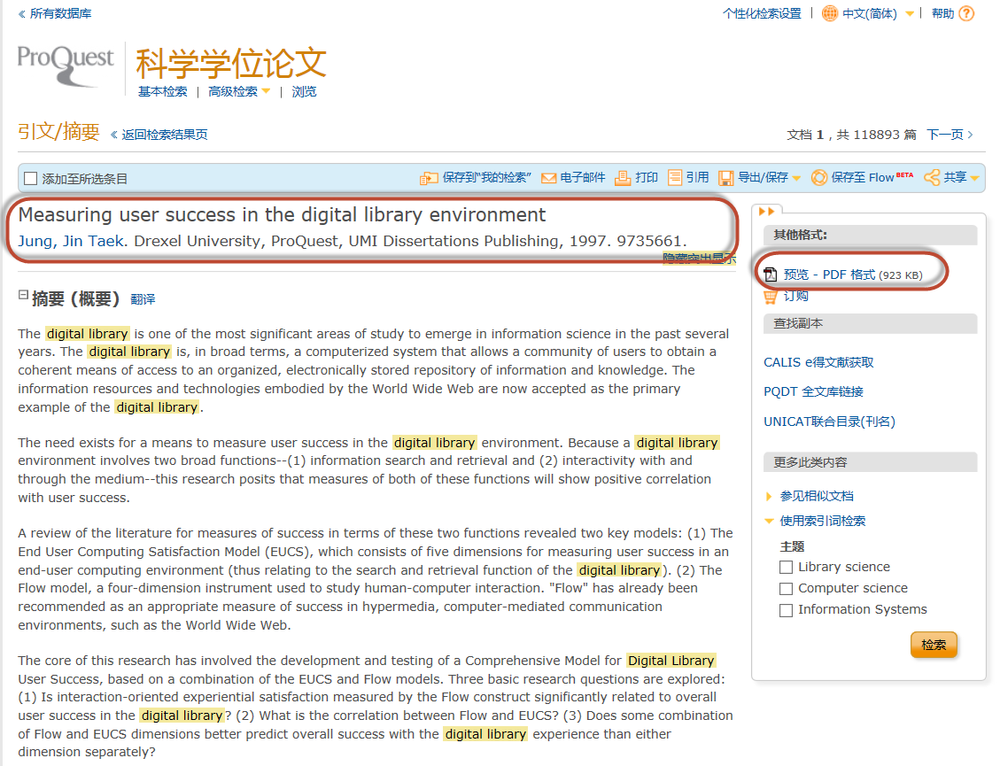 « 所有数据库
个性化检索设置 | 中文(简体) | 帮助 ?
ProQuest
科学学位论文
基本检索 | 高级检索 | 浏览
引文/摘要 « 返回检索结果页
文档 1 , 共 118893 篇 下一页 >
添加至所选条目 保存到“我的检索” 电子邮件 打印 引用 导出/保存 保存至 Flow BETA 共享
Measuring user success in the digital library environment
Jung, Jin Taek. Drexel University, ProQuest, UMI Dissertations Publishing, 1997. 9735661.
隐藏突出显示
摘要 (概要) 翻译
The digital library is one of the most significant areas of study to emerge in information science in the past several
years. The digital library is, in broad terms, a computerized system that allows a community of users to obtain a
coherent means of access to an organized, electronically stored repository of information and knowledge. The
information resources and technologies embodied by the World Wide Web are now accepted as the primary
example of the digital library.
The need exists for a means to measure user success in the digital library environment. Because a digital library
environment involves two broad functions--(1) information search and retrieval and (2) interactivity with and
through the medium--this research posits that measures of both of these functions will show positive correlation
with user success.
A review of the literature for measures of success in terms of these two functions revealed two key models: (1) The
End User Computing Satisfaction Model (EUCS), which consists of five dimensions for measuring user success in an
end-user computing environment (thus relating to the search and retrieval function of the digital library). (2) The
Flow model, a four-dimension instrument used to study human-computer interaction. "Flow" has already been
recommended as an appropriate measure of success in hypermedia, computer-mediated communication
environments, such as the World Wide Web.
The core of this research has involved the development and testing of a Comprehensive Model for Digital Library
User Success, based on a combination of the EUCS and Flow models. Three basic research questions are explored:
(1) Is interaction-oriented experiential satisfaction measured by the Flow construct significantly related to overall
user success in the digital library? (2) What is the correlation between Flow and EUCS? (3) Does some combination
of Flow and EUCS dimensions better predict overall success with the digital library experience than either
dimension separately?
其他格式:
预览 - PDF 格式 (923 KB)
订购
查找副本
CALIS e得文献获取
PQDT 全文库链接
UNICAT联合目录(刊名)
更多此类内容
参见相似文档
使用索引词检索
主题
Library science
Computer science
Information Systems
检索